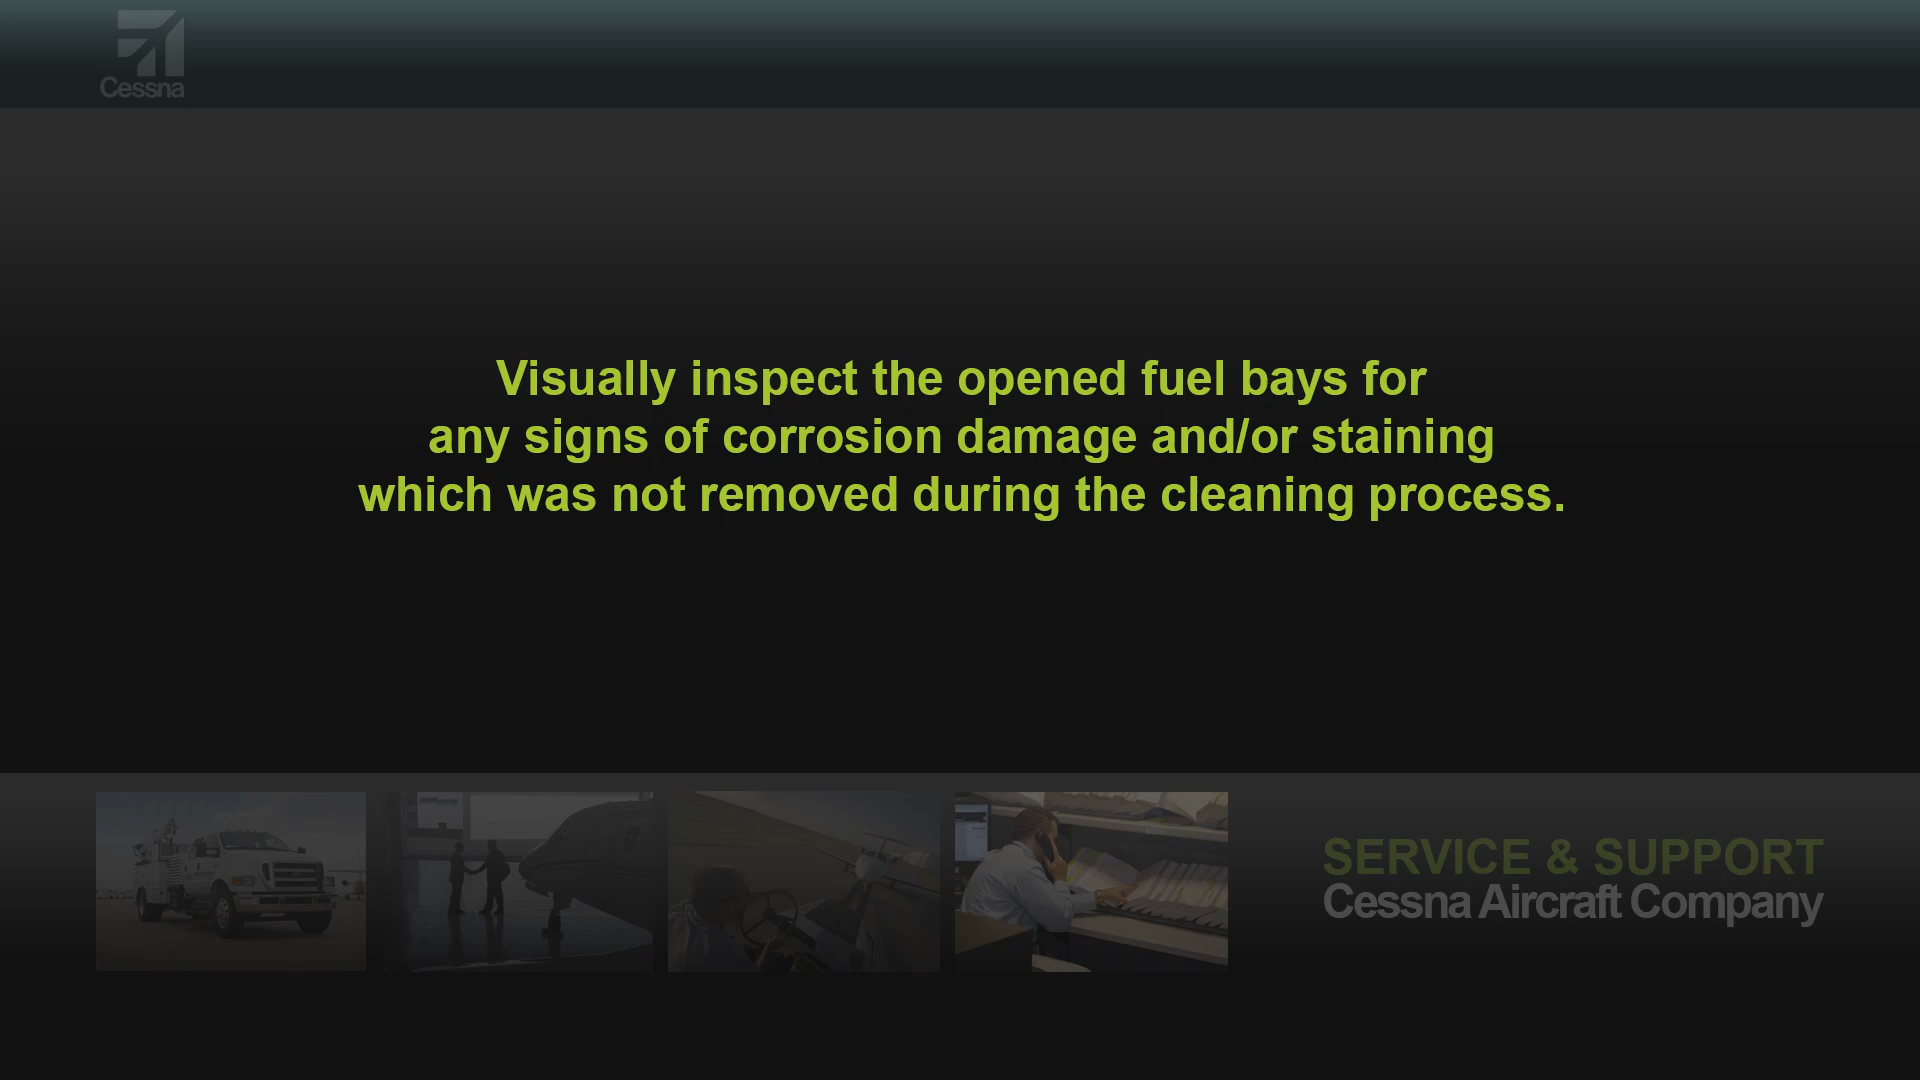 Cessna
Visually inspect the opened fuel bays for
any signs of corrosion damage and/or staining
which was not removed during the cleaning process.
SERVICE & SUPPORT
Cessna Aircraft Company